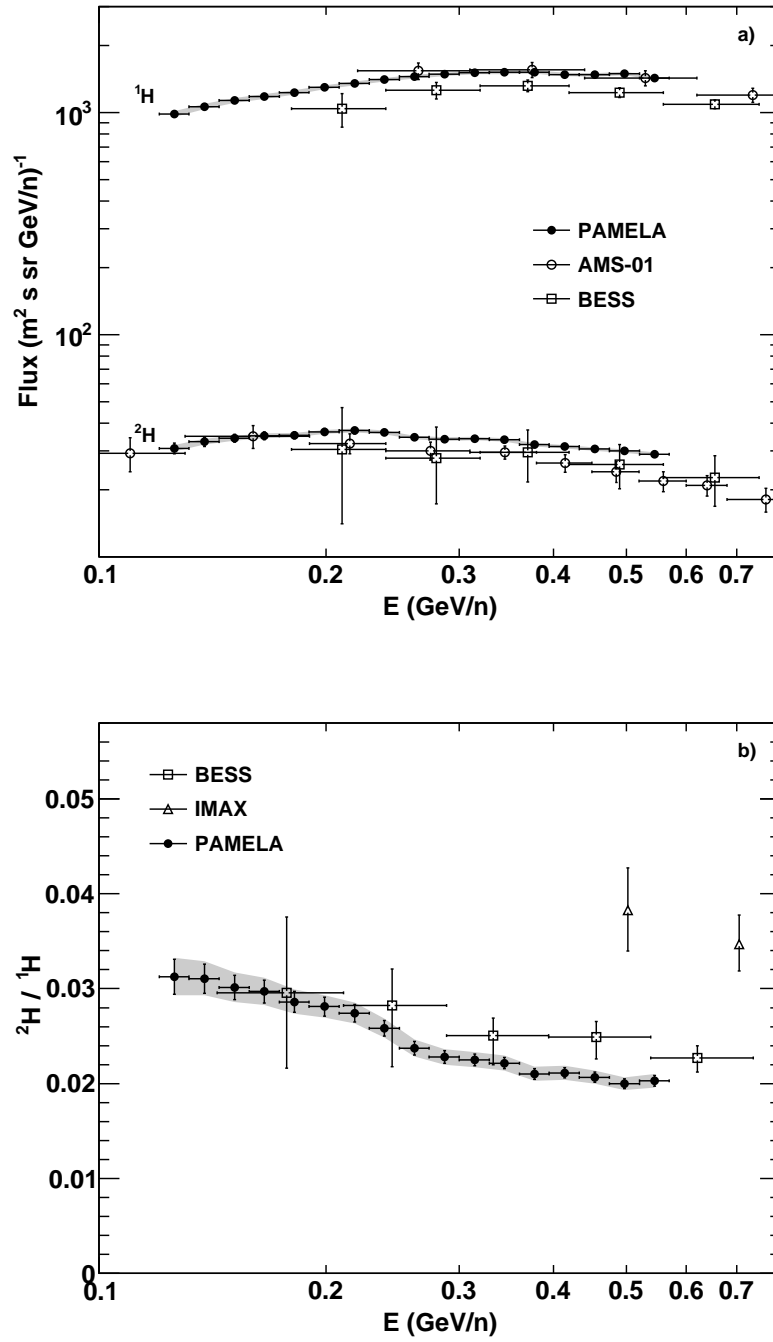 a)
¹H
10³
PAMELA
AMS-01
BESS
10²
²H
Flux (m² s sr GeV/n)⁻¹
0.1 0.2 0.3 0.4 0.5 0.6 0.7
E (GeV/n)
b)
BESS
IMAX
PAMELA
0.05
0.04
0.03
0.02
0.01
0
²H / ¹H
0.1 0.2 0.3 0.4 0.5 0.6 0.7
E (GeV/n)